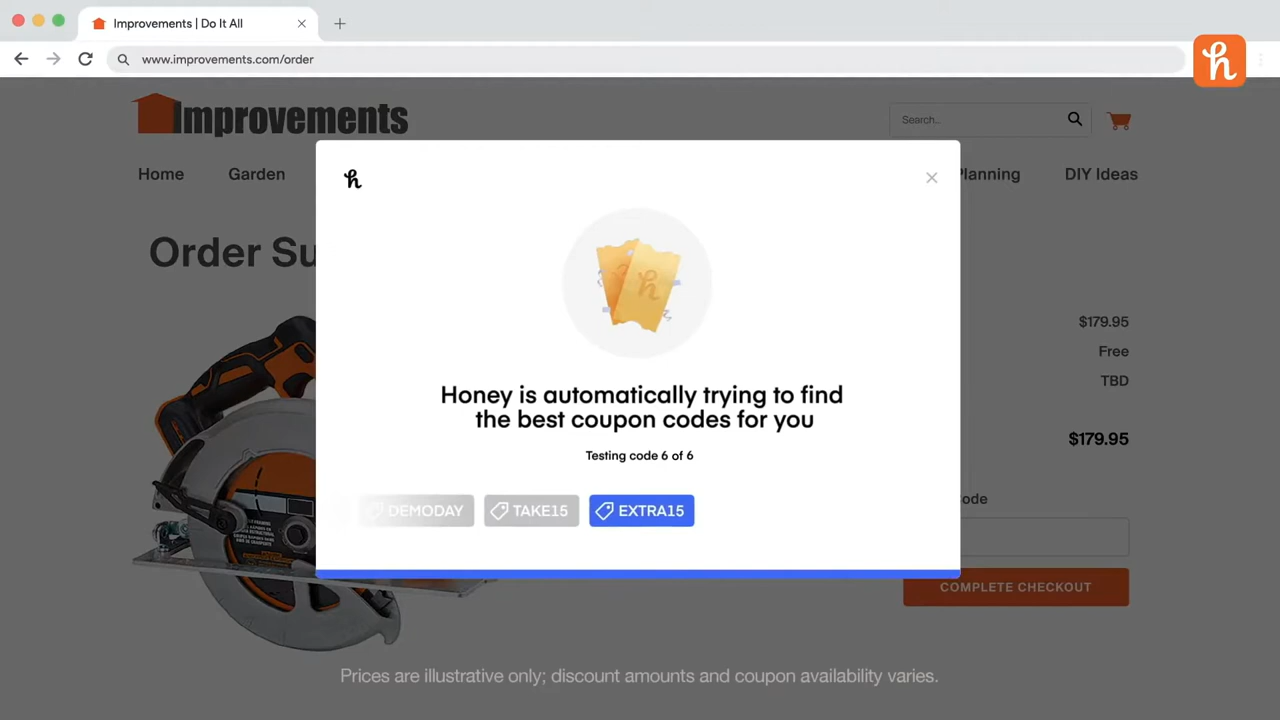 Improvements | Do It All
www.improvements.com/order
Improvements
Search...
Home Garden Planning DIY Ideas
h
Order Su
Honey is automatically trying to find
the best coupon codes for you
Testing code 6 of 6
DEMODAY TAKE15 EXTRA15
$179.95
Free
TBD
$179.95
ode
COMPLETE CHECKOUT
Prices are illustrative only; discount amounts and coupon availability varies.